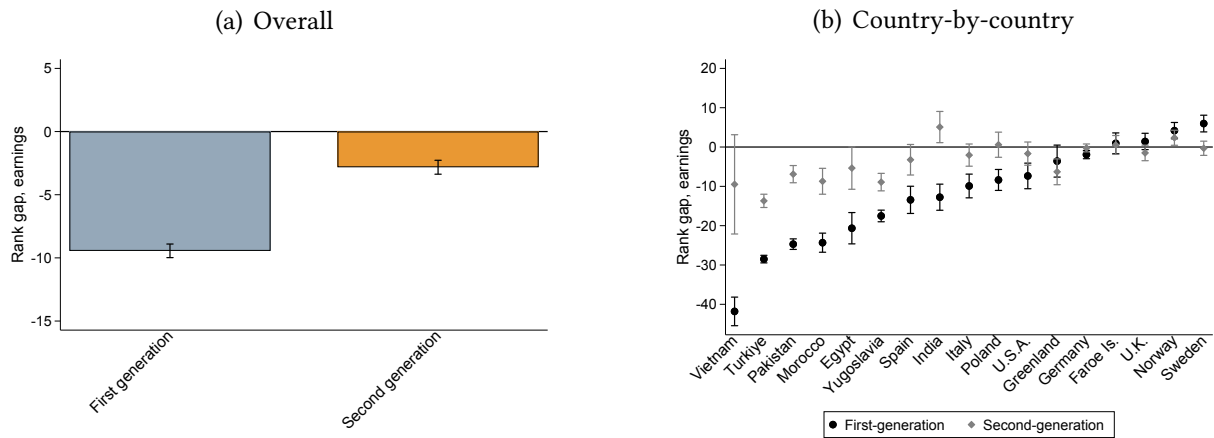 (a) Overall
5
0
-5
-10
-15
Rank gap, earnings
First generation
Second generation
(b) Country-by-country
20
10
0
-10
-20
-30
-40
Rank gap, earnings
Vietnam
Turkiye
Pakistan
Morocco
Egypt
Yugoslavia
Spain
India
Italy
Poland
U.S.A.
Greenland
Germany
Faroe Is.
U.K.
Norway
Sweden
First-generation
Second-generation